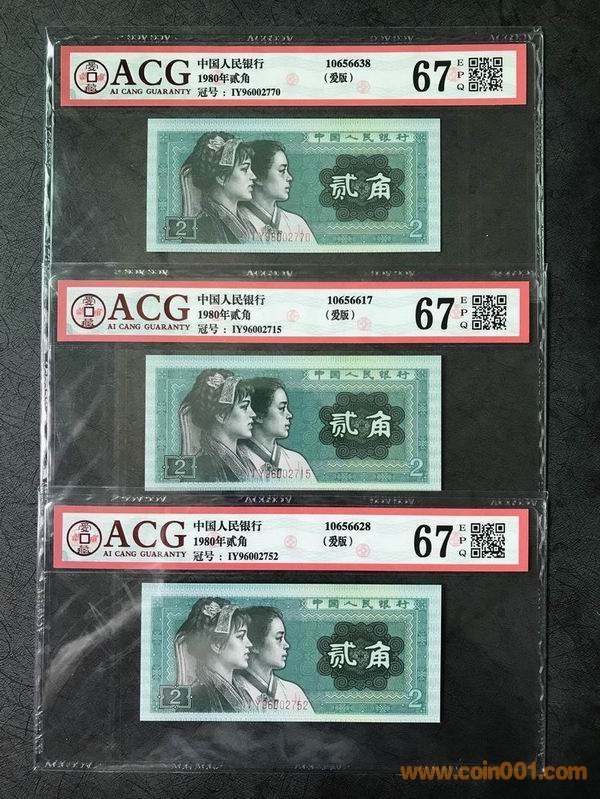 ACG
AI CANG GUARANTY
中国人民银行 10656638
1980年贰角 (爱版)
冠号：IY96002770
67 EPQ
中国人民银行
贰角
2 IY96002770 2
ACG
AI CANG GUARANTY
中国人民银行 10656617
1980年贰角 (爱版)
冠号：IY96002715
67 EPQ
中国人民银行
贰角
2 IY96002715 2
ACG
AI CANG GUARANTY
中国人民银行 10656628
1980年贰角 (爱版)
冠号：IY96002752
67 EPQ
中国人民银行
贰角
2 IY96002752 2
www.coin001.com